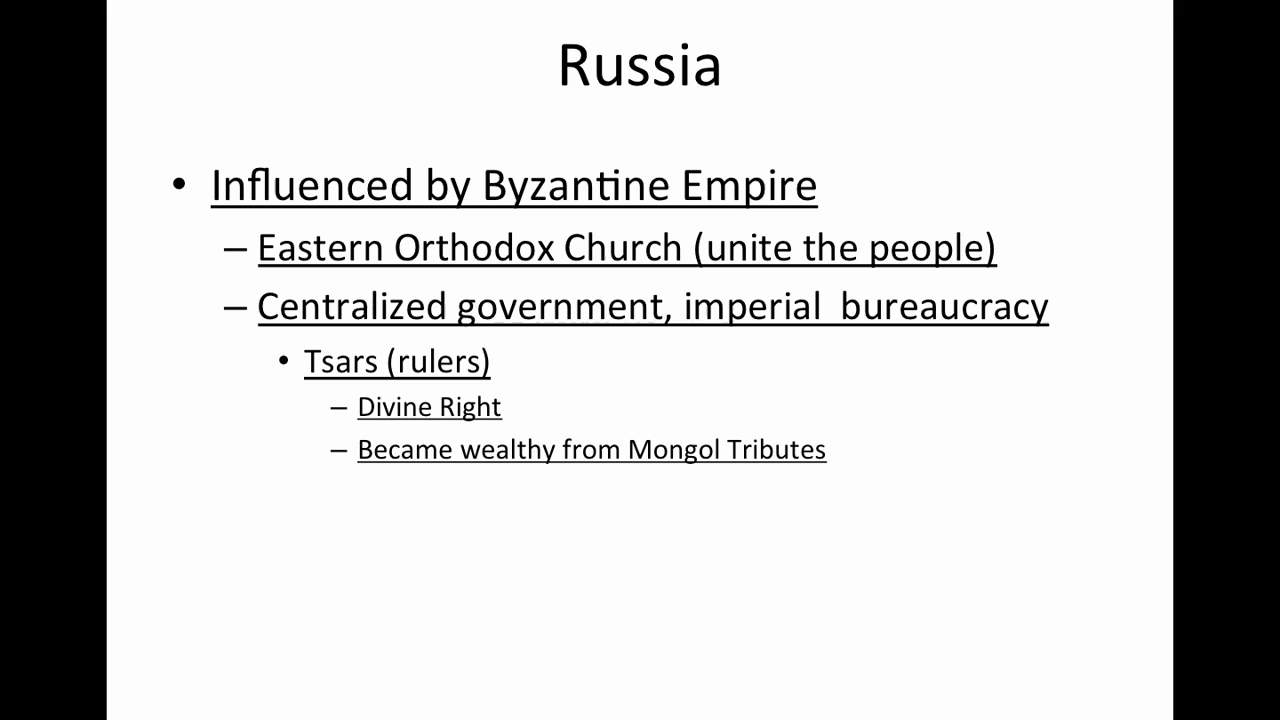 Russia
• Influenced by Byzantine Empire
– Eastern Orthodox Church (unite the people)
– Centralized government, imperial  bureaucracy
• Tsars (rulers)
– Divine Right
– Became wealthy from Mongol Tributes